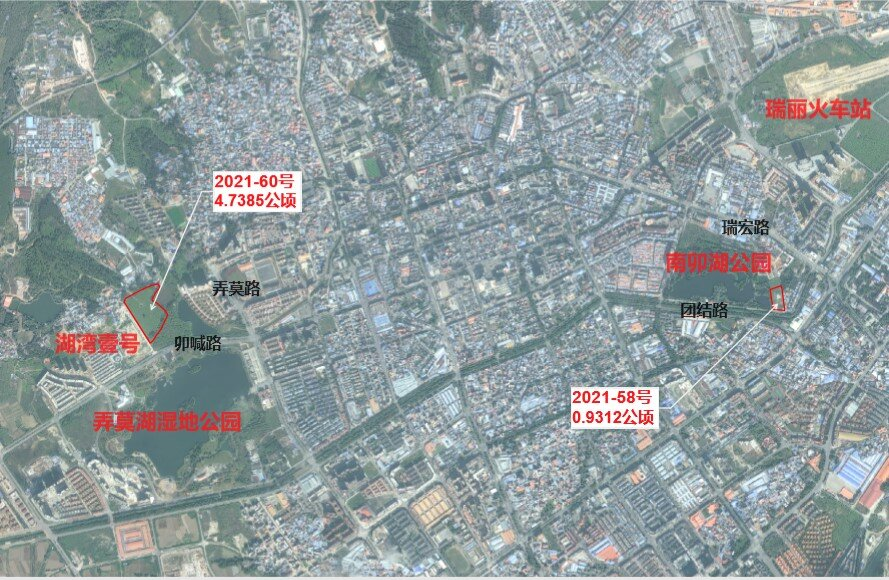 瑞丽火车站
2021-60号
4.7385公顷
瑞宏路
南卯湖公园
弄莫路
团结路
湖湾壹号
卯喊路
2021-58号
0.9312公顷
弄莫湖湿地公园